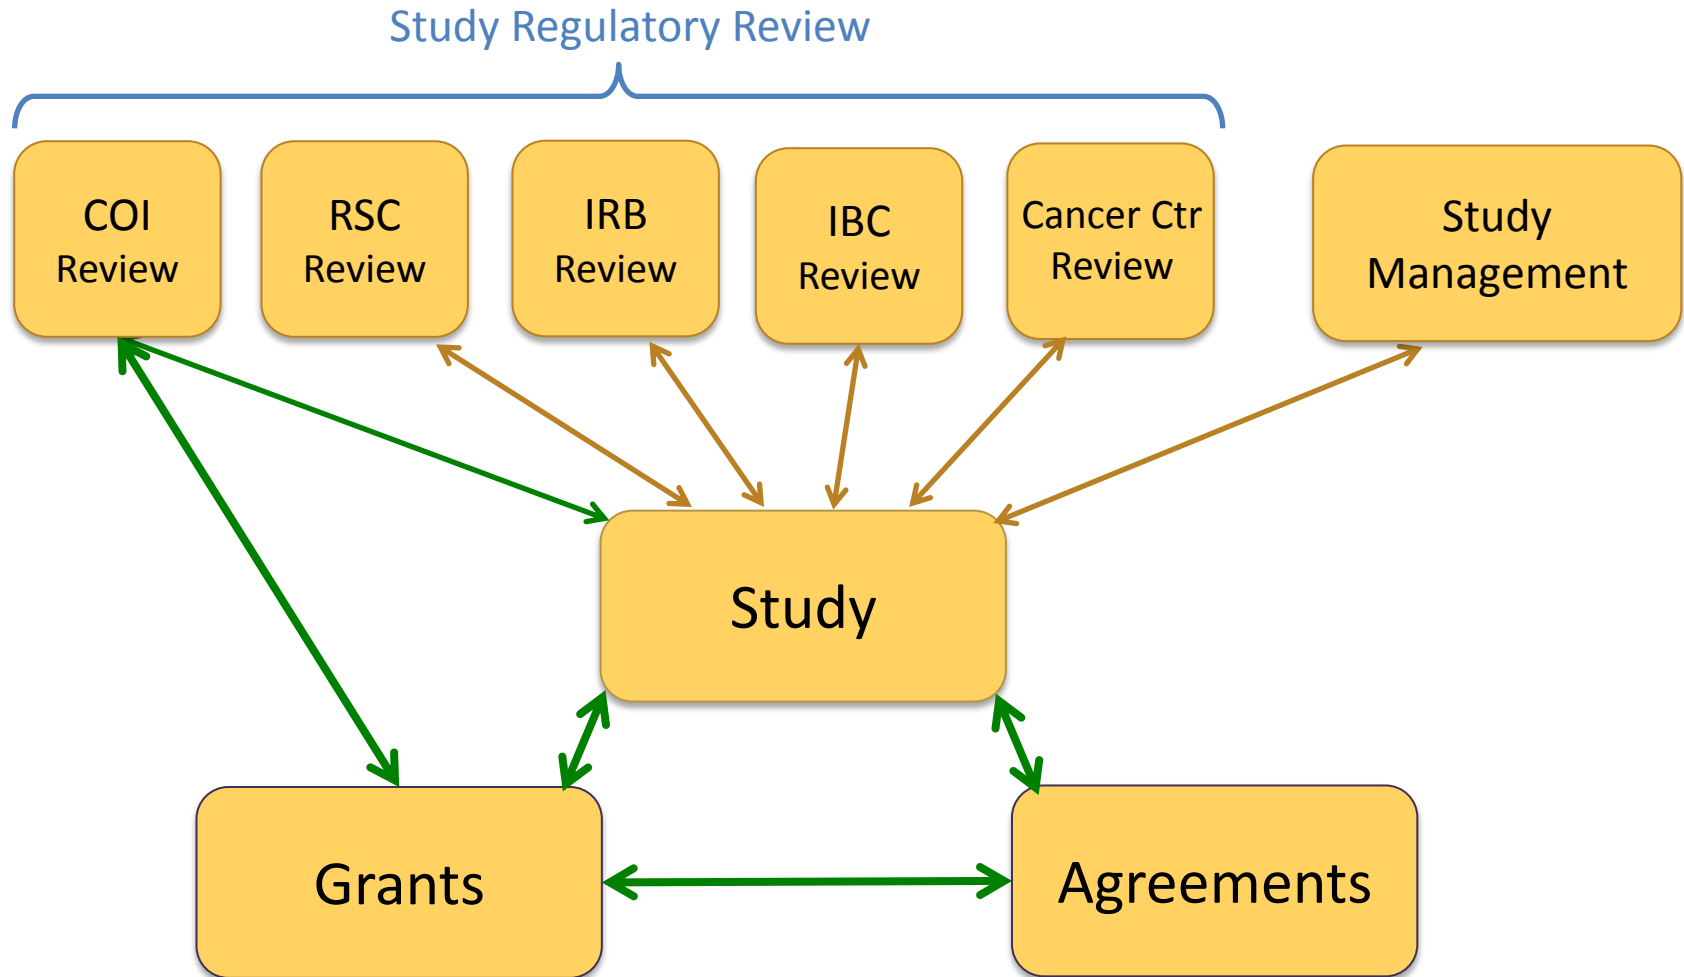 Study Regulatory Review
COI
Review
RSC
Review
IRB
Review
IBC
Review
Cancer Ctr
Review
Study
Management
Study
Grants
Agreements